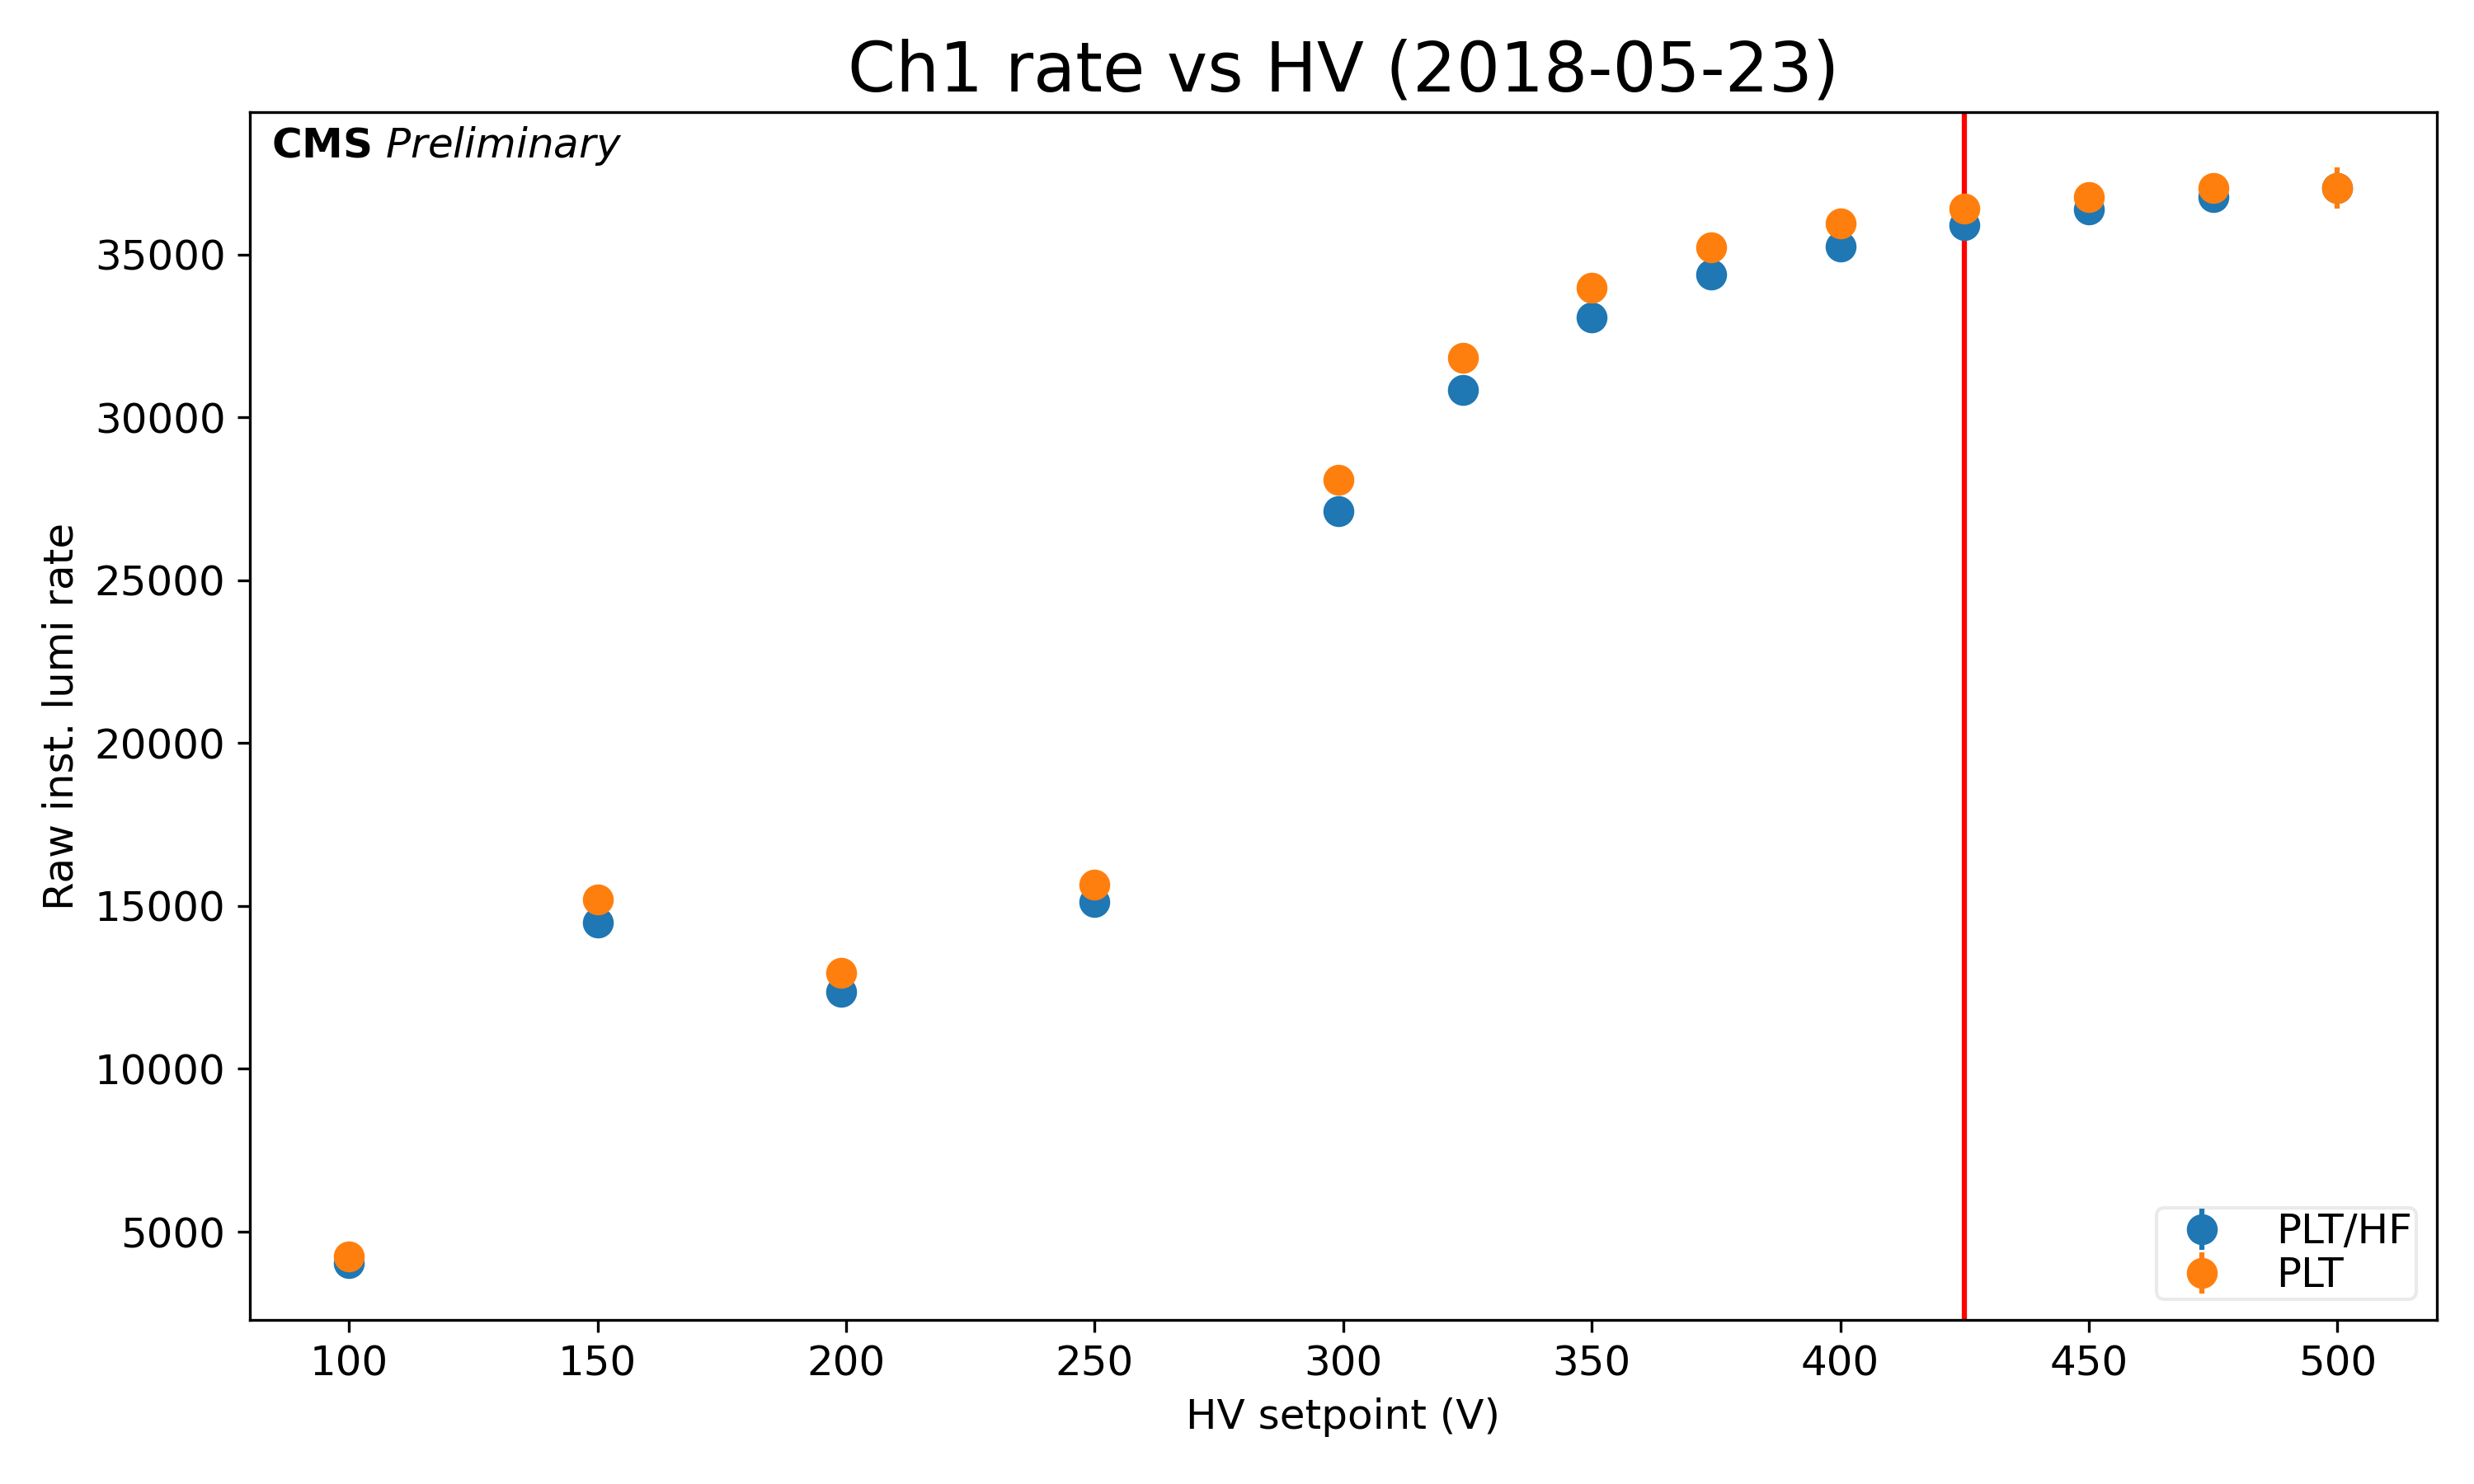 Ch1 rate vs HV (2018-05-23)
CMS Preliminary
35000
30000
25000
20000
15000
10000
5000
Raw inst. lumi rate
PLT/HF
PLT
100 150 200 250 300 350 400 450 500
HV setpoint (V)